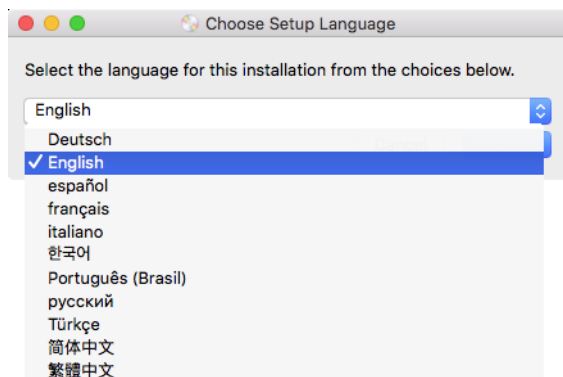 Choose Setup Language
Select the language for this installation from the choices below.
English
Deutsch
✓ English
español
français
italiano
한국어
Português (Brasil)
русский
Türkçe
简体中文
繁體中文